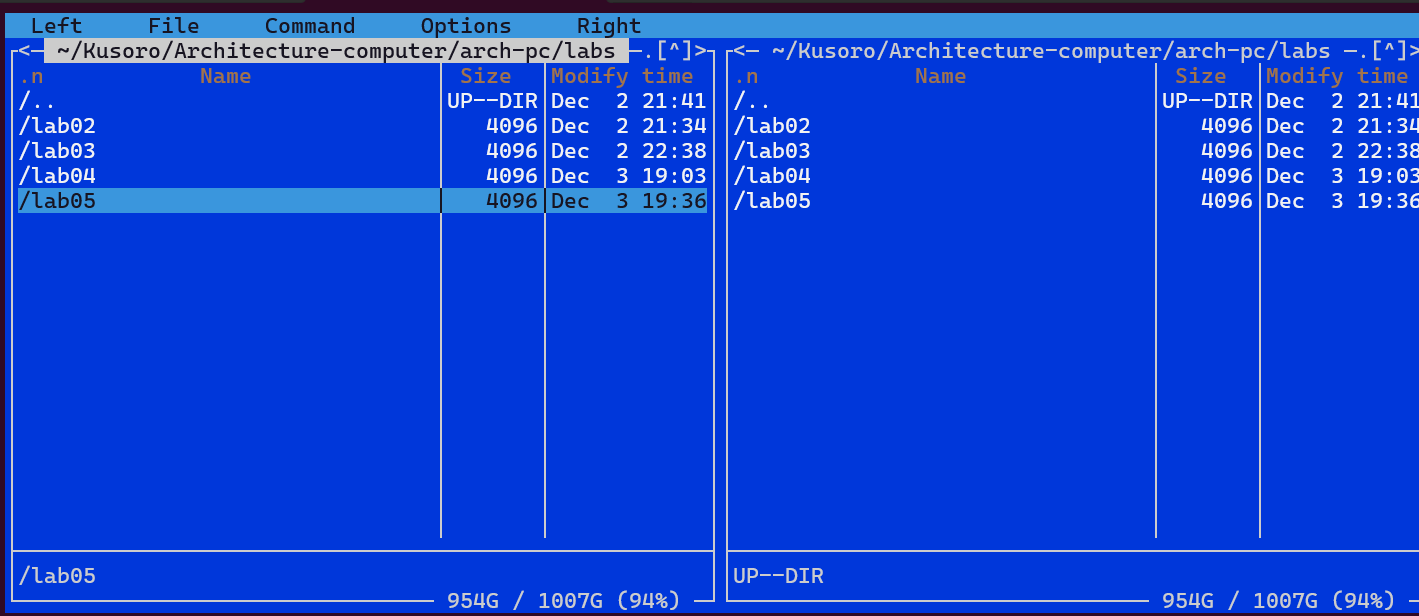 Left File Command Options Right
<─ ~/Kusoro/Architecture-computer/arch-pc/labs ─.[^]> <─ ~/Kusoro/Architecture-computer/arch-pc/labs ─.[^]>
.n Name Size Modify time .n Name Size Modify time
/.. UP--DIR Dec 2 21:41 /.. UP--DIR Dec 2 21:41
/lab02 4096 Dec 2 21:34 /lab02 4096 Dec 2 21:34
/lab03 4096 Dec 2 22:38 /lab03 4096 Dec 2 22:38
/lab04 4096 Dec 3 19:03 /lab04 4096 Dec 3 19:03
/lab05 4096 Dec 3 19:36 /lab05 4096 Dec 3 19:36
/lab05 UP--DIR
954G / 1007G (94%) 954G / 1007G (94%)